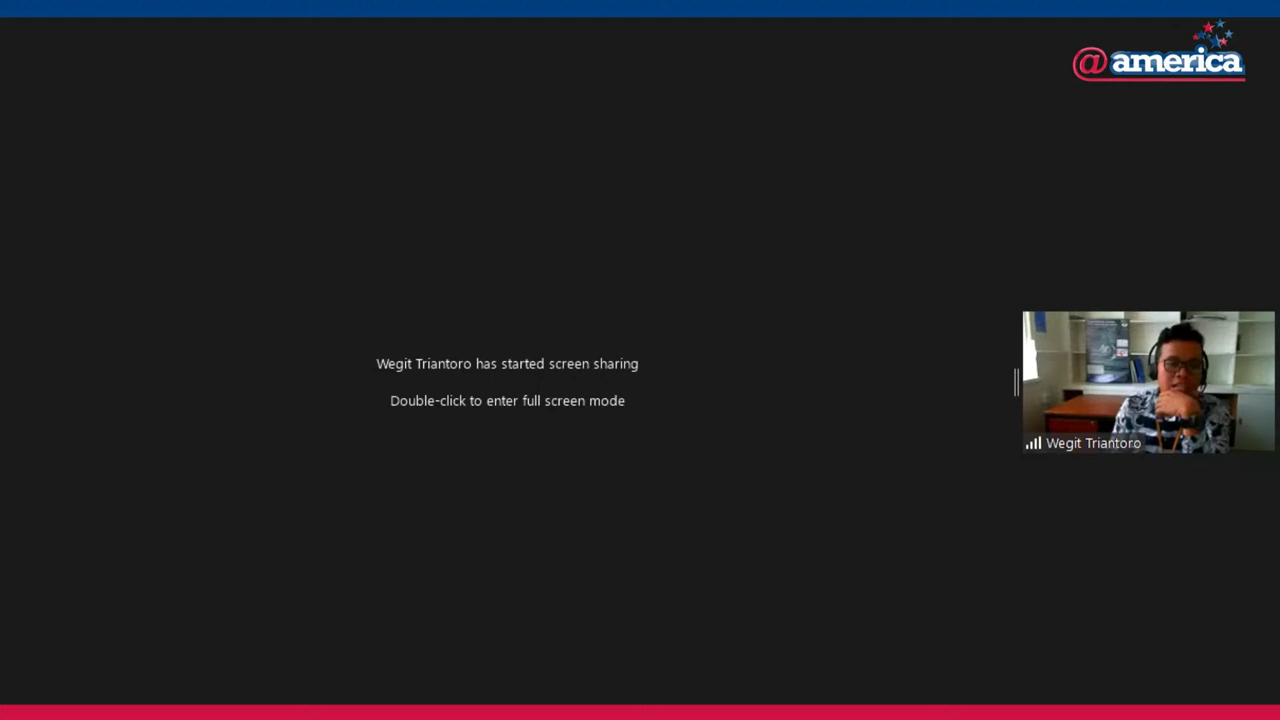 @america
Wegit Triantoro has started screen sharing
Double-click to enter full screen mode
Wegit Triantoro